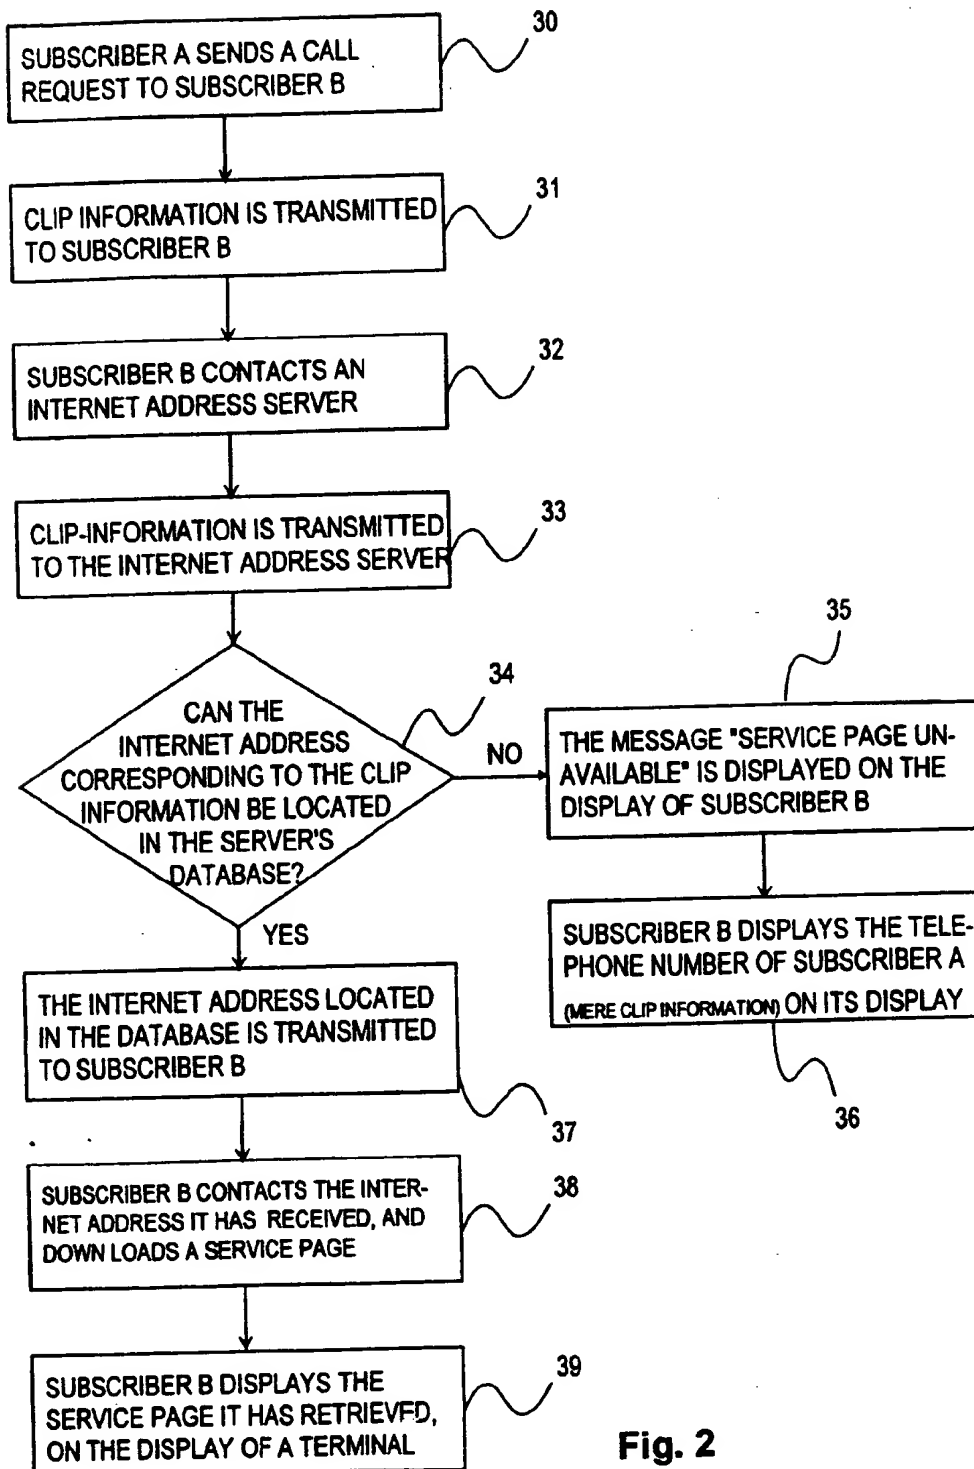 SUBSCRIBER A SENDS A CALL
REQUEST TO SUBSCRIBER B
30
CLIP INFORMATION IS TRANSMITTED
TO SUBSCRIBER B
31
SUBSCRIBER B CONTACTS AN
INTERNET ADDRESS SERVER
32
CLIP-INFORMATION IS TRANSMITTED
TO THE INTERNET ADDRESS SERVER
33
CAN THE
INTERNET ADDRESS
CORRESPONDING TO THE CLIP
INFORMATION BE LOCATED
IN THE SERVER'S
DATABASE?
34
NO
YES
35
THE MESSAGE "SERVICE PAGE UN-
AVAILABLE" IS DISPLAYED ON THE
DISPLAY OF SUBSCRIBER B
SUBSCRIBER B DISPLAYS THE TELE-
PHONE NUMBER OF SUBSCRIBER A
(MERE CLIP INFORMATION) ON ITS DISPLAY
36
THE INTERNET ADDRESS LOCATED
IN THE DATABASE IS TRANSMITTED
TO SUBSCRIBER B
37
SUBSCRIBER B CONTACTS THE INTER-
NET ADDRESS IT HAS RECEIVED, AND
DOWN LOADS A SERVICE PAGE
38
SUBSCRIBER B DISPLAYS THE
SERVICE PAGE IT HAS RETRIEVED,
ON THE DISPLAY OF A TERMINAL
39
Fig. 2